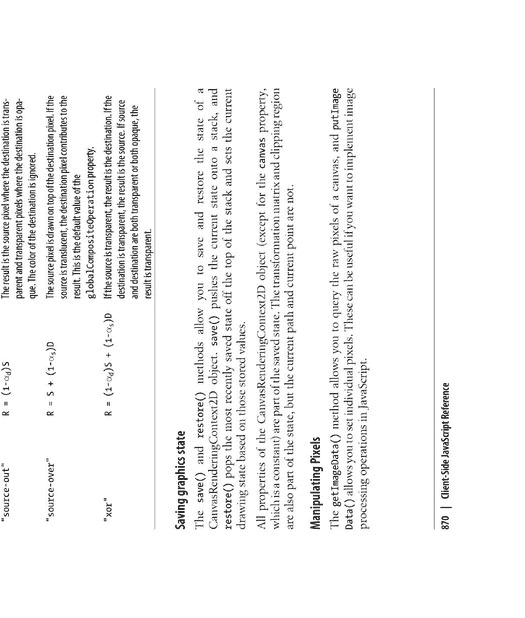 "source-out" R = (1-αd)S The result is the source pixel where the destination is trans-
parent and transparent pixels where the destination is opa-
que. The color of the destination is ignored.
"source-over" R = S + (1-αs)D The source pixel is drawn on top of the destination pixel. If the
source is translucent, the destination pixel contributes to the
result. This is the default value of the
globalCompositeOperation property.
"xor" R = (1-αd)S + (1-αs)D If the source is transparent, the result is the destination. If the
destination is transparent, the result is the source. If source
and destination are both transparent or both opaque, the
result is transparent.
Saving graphics state
The save() and restore() methods allow you to save and restore the state of a
CanvasRenderingContext2D object. save() pushes the current state onto a stack, and
restore() pops the most recently saved state off the top of the stack and sets the current
drawing state based on those stored values.
All properties of the CanvasRenderingContext2D object (except for the canvas property,
which is a constant) are part of the saved state. The transformation matrix and clipping region
are also part of the state, but the current path and current point are not.
Manipulating Pixels
The getImageData() method allows you to query the raw pixels of a canvas, and putImage
Data() allows you to set individual pixels. These can be useful if you want to implement image
processing operations in JavaScript.
870 | Client-Side JavaScript Reference